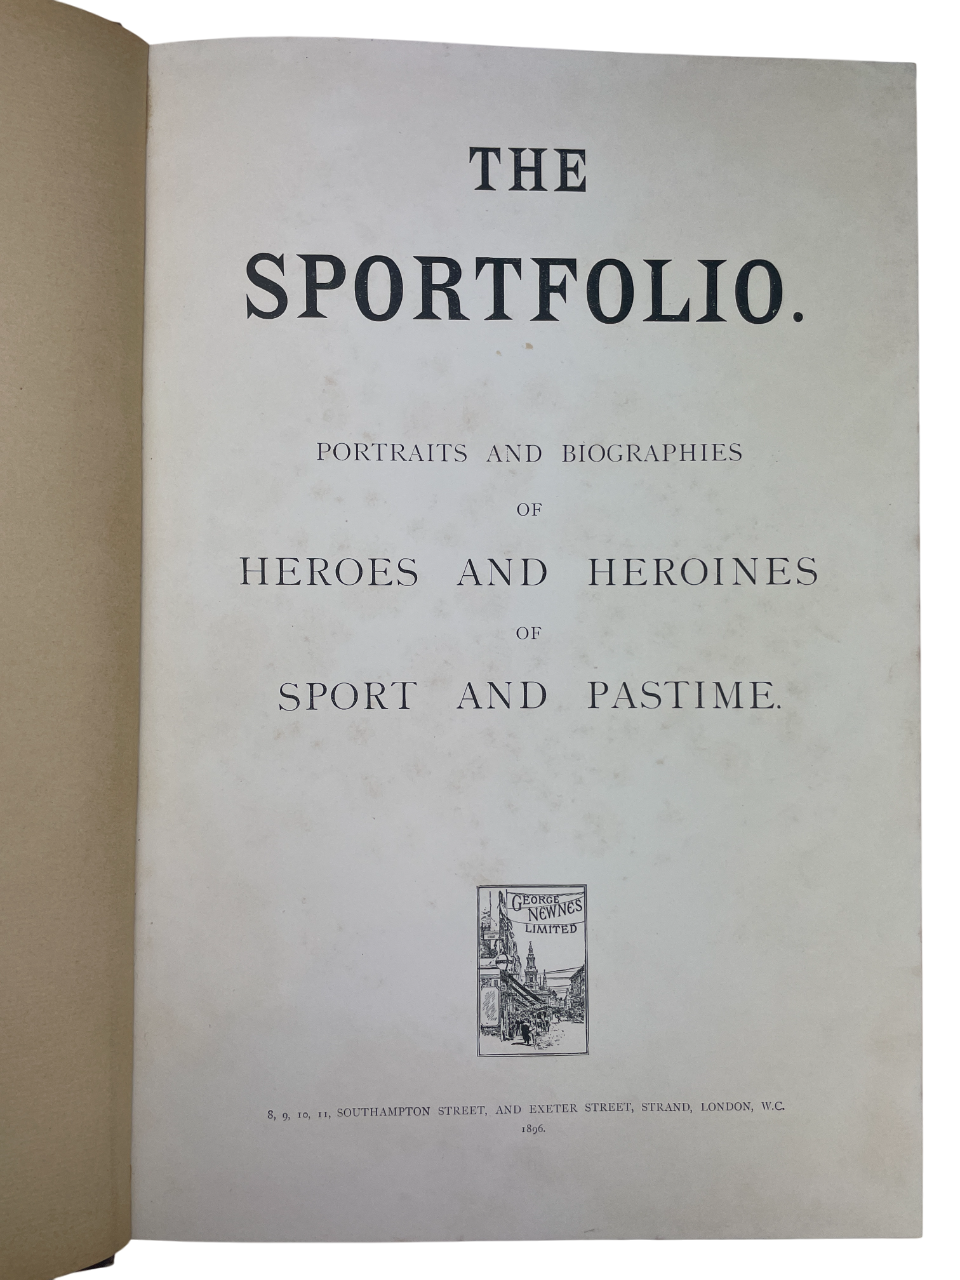 THE
SPORTFOLIO.
PORTRAITS AND BIOGRAPHIES
OF
HEROES AND HEROINES
OF
SPORT AND PASTIME.
GEORGE
NEWNES
LIMITED
8, 9, 10, 11, SOUTHAMPTON STREET, AND EXETER STREET, STRAND, LONDON, W.C.
1896.